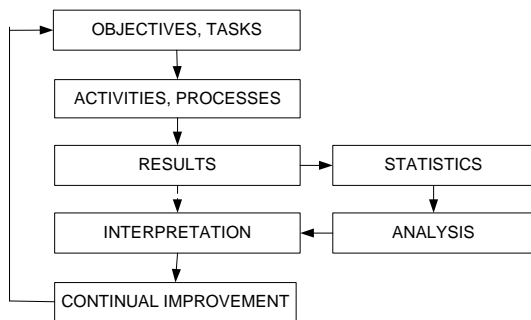 OBJECTIVES, TASKS
ACTIVITIES, PROCESSES
RESULTS
STATISTICS
INTERPRETATION
ANALYSIS
CONTINUAL IMPROVEMENT